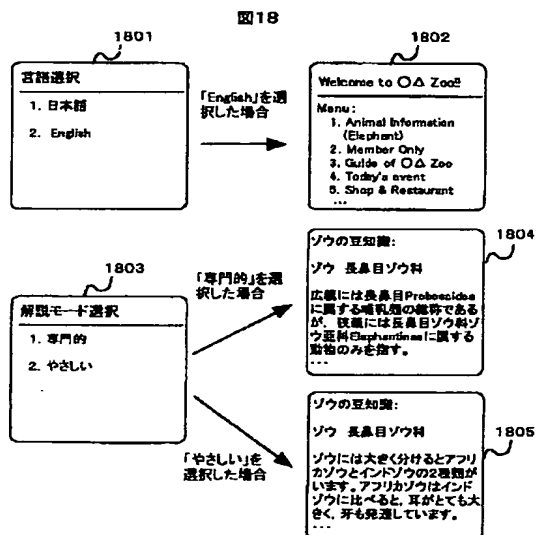 図18
1801
言語選択
1. 日本語
2. English
「English」を選
択した場合
1802
Welcome to ○△ Zoo!!
Menu:
1. Animal Information
(Elephant)
2. Member Only
3. Guide of ○△ Zoo
4. Today's event
5. Shop & Restaurant
...
1803
解説モード選択
1. 専門的
2. やさしい
.
「専門的」を選
択した場合
1804
ゾウの豆知識:
ゾウ 長鼻目ゾウ科
広義には長鼻目Proboscidea
に属する哺乳類の総称である
が、狭義には長鼻目ゾウ科ゾ
ウ亜科Elephantinaeに属する
動物のみを指す。
...
「やさしい」を
選択した場合
1805
ゾウの豆知識:
ゾウ 長鼻目ゾウ科
ゾウには大きく分けるとアフリ
カゾウとインドゾウの2種類が
います。アフリカゾウはインド
ゾウに比べると、耳がとても大
きく、牙も発達しています。
...